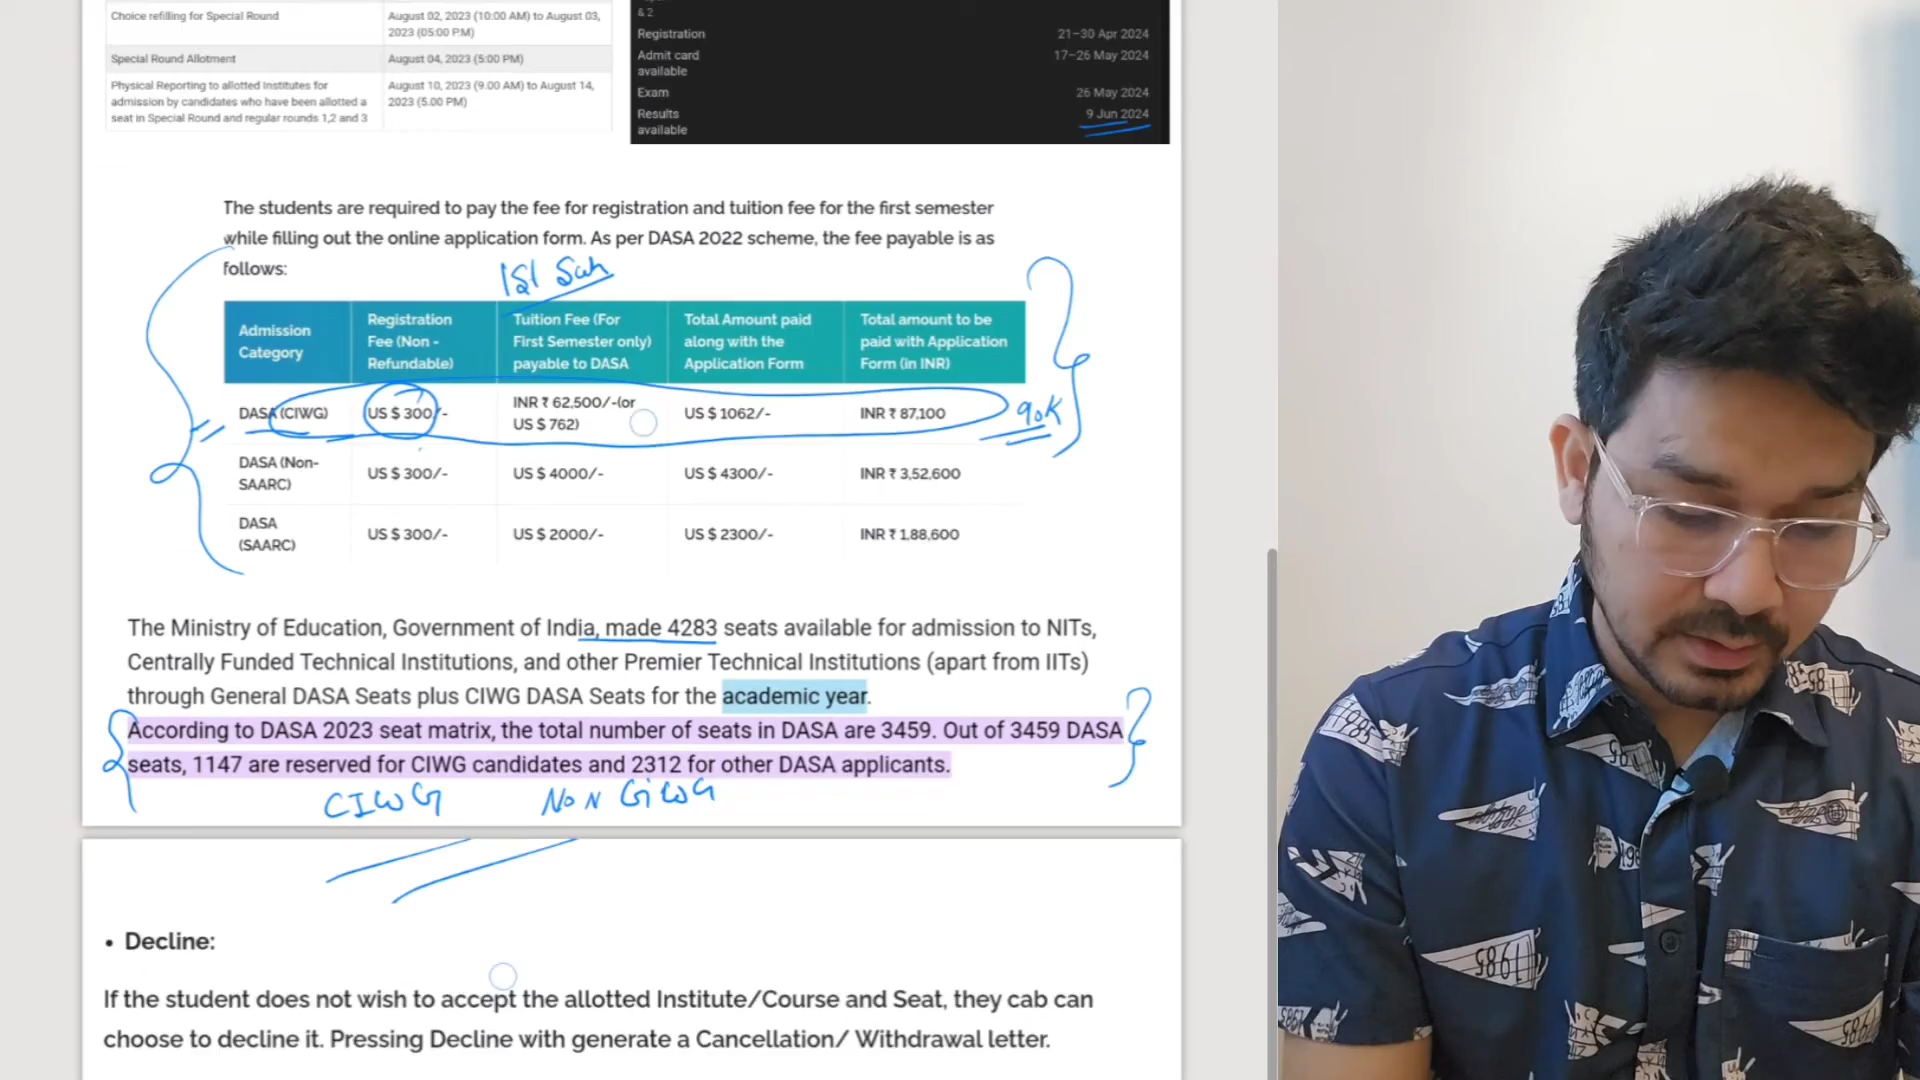 Choice refilling for Special Round
August 02, 2023 (10:00 AM) to August 03,
2023 (05:00 P.M)
Special Round Allotment
August 04, 2023 (5:00 PM)
Physical Reporting to allotted Institutes for
admission by candidates who have been allotted a
seat in Special Round and regular rounds 1,2 and 3
August 10, 2023 (9.00 AM) to August 14,
2023 (5.00 PM)
& 2
Registration
21–30 Apr 2024
Admit card
available
17–26 May 2024
Exam
26 May 2024
Results
available
9 Jun 2024
The students are required to pay the fee for registration and tuition fee for the first semester
while filling out the online application form. As per DASA 2022 scheme, the fee payable is as
follows:
1st
Admission
Category
Registration
Fee (Non -
Refundable)
Tuition Fee (For
First Semester only)
payable to DASA
Total Amount paid
along with the
Application Form
Total amount to be
paid with Application
Form (in INR)
DASA (CIWG)
US $ 300/-
INR ₹ 62,500/-(or
US $ 762)
US $ 1062/-
INR ₹ 87,100
90K
DASA (Non-
SAARC)
US $ 300/-
US $ 4000/-
US $ 4300/-
INR ₹ 3,52,600
DASA
(SAARC)
US $ 300/-
US $ 2000/-
US $ 2300/-
INR ₹ 1,88,600
The Ministry of Education, Government of India, made 4283 seats available for admission to NITs,
Centrally Funded Technical Institutions, and other Premier Technical Institutions (apart from IITs)
through General DASA Seats plus CIWG DASA Seats for the academic year.
According to DASA 2023 seat matrix, the total number of seats in DASA are 3459. Out of 3459 DASA
seats, 1147 are reserved for CIWG candidates and 2312 for other DASA applicants.
CIWG
NON CIWG
• Decline:
If the student does not wish to accept the allotted Institute/Course and Seat, they cab can
choose to decline it. Pressing Decline with generate a Cancellation/ Withdrawal letter.
1985
1985
1985